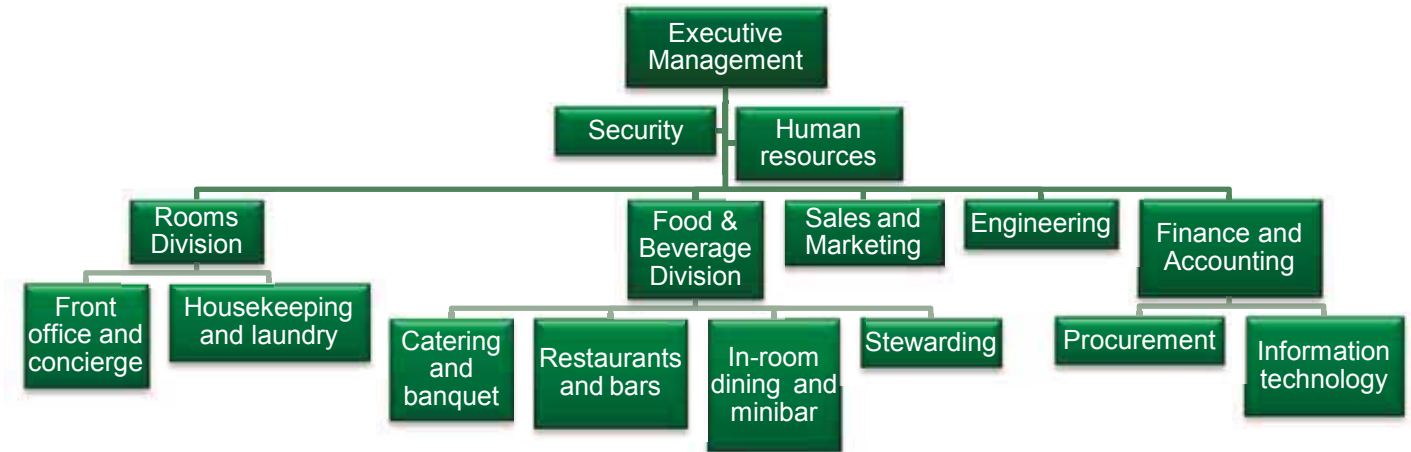 Executive
Management
Security
Human
resources
Rooms
Division
Food &
Beverage
Division
Sales and
Marketing
Engineering
Finance and
Accounting
Front
office and
concierge
Housekeeping
and laundry
Catering
and
banquet
Restaurants
and bars
In-room
dining and
minibar
Stewarding
Procurement
Information
technology